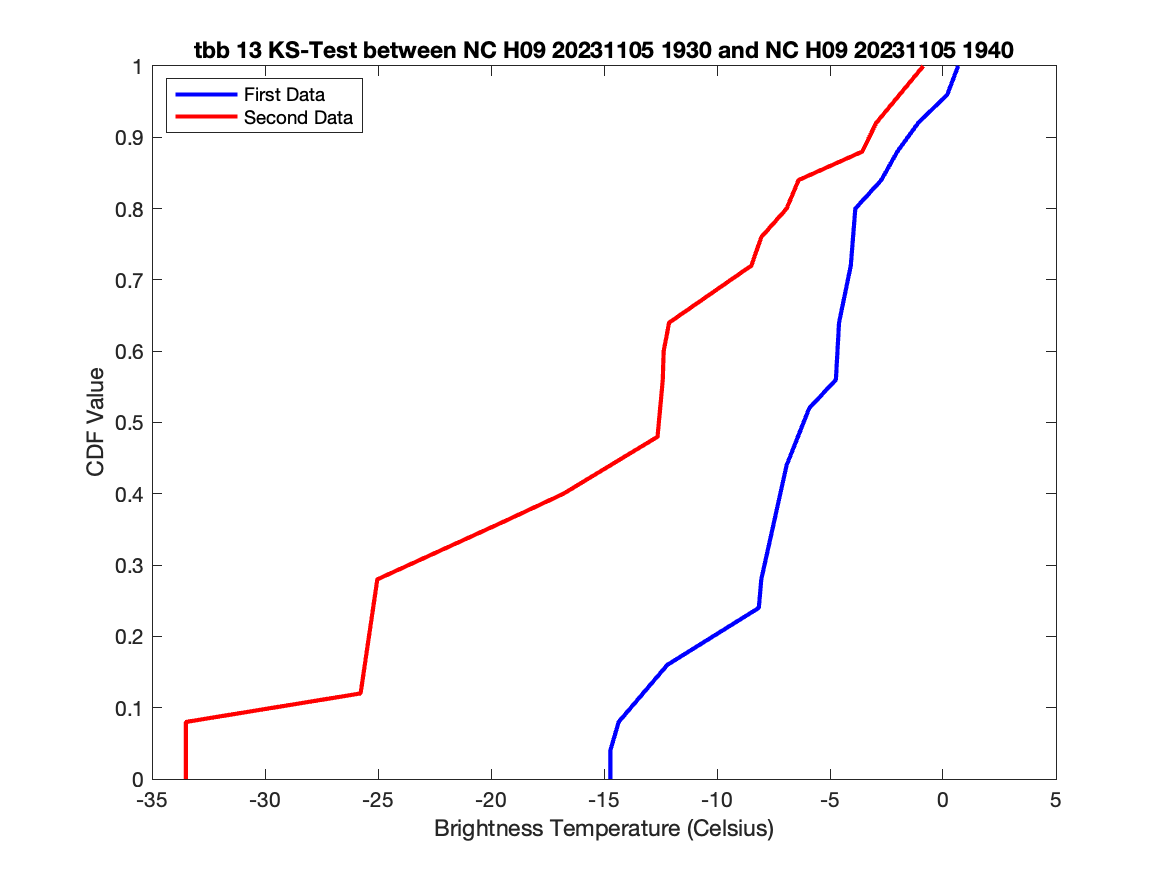 tbb 13 KS-Test between NC H09 20231105 1930 and NC H09 20231105 1940
First Data
Second Data
1
0.9
0.8
0.7
0.6
0.5
0.4
0.3
0.2
0.1
0
CDF Value
-35 -30 -25 -20 -15 -10 -5 0 5
Brightness Temperature (Celsius)